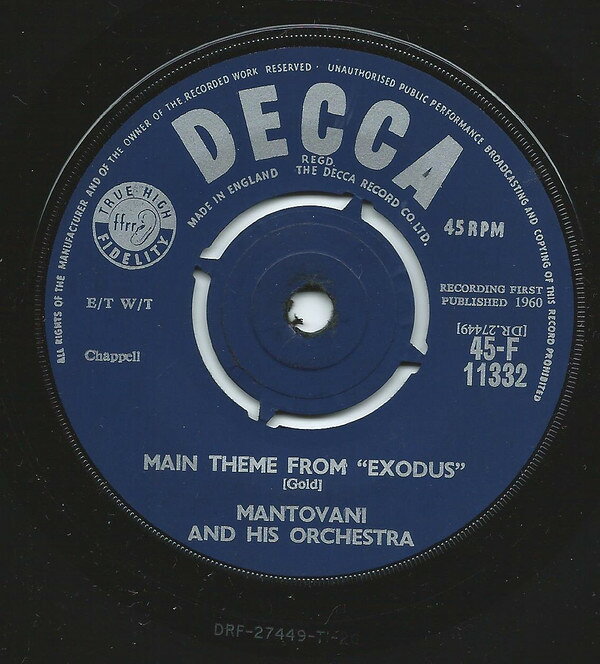 ALL RIGHTS OF THE MANUFACTURER AND OF THE OWNER OF THE RECORDED WORK RESERVED · UNAUTHORISED PUBLIC PERFORMANCE BROADCASTING AND COPYING OF THIS RECORD PROHIBITED
DECCA
REGD.
MADE IN ENGLAND THE DECCA RECORD CO. LTD.
TRUE HIGH
ffrr
FIDELITY
45 RPM
E/T W/T
RECORDING FIRST
PUBLISHED 1960
[DR.27449]
Chappell
45-F
11332
MAIN THEME FROM "EXODUS"
[Gold]
MANTOVANI
AND HIS ORCHESTRA
DRF-27449